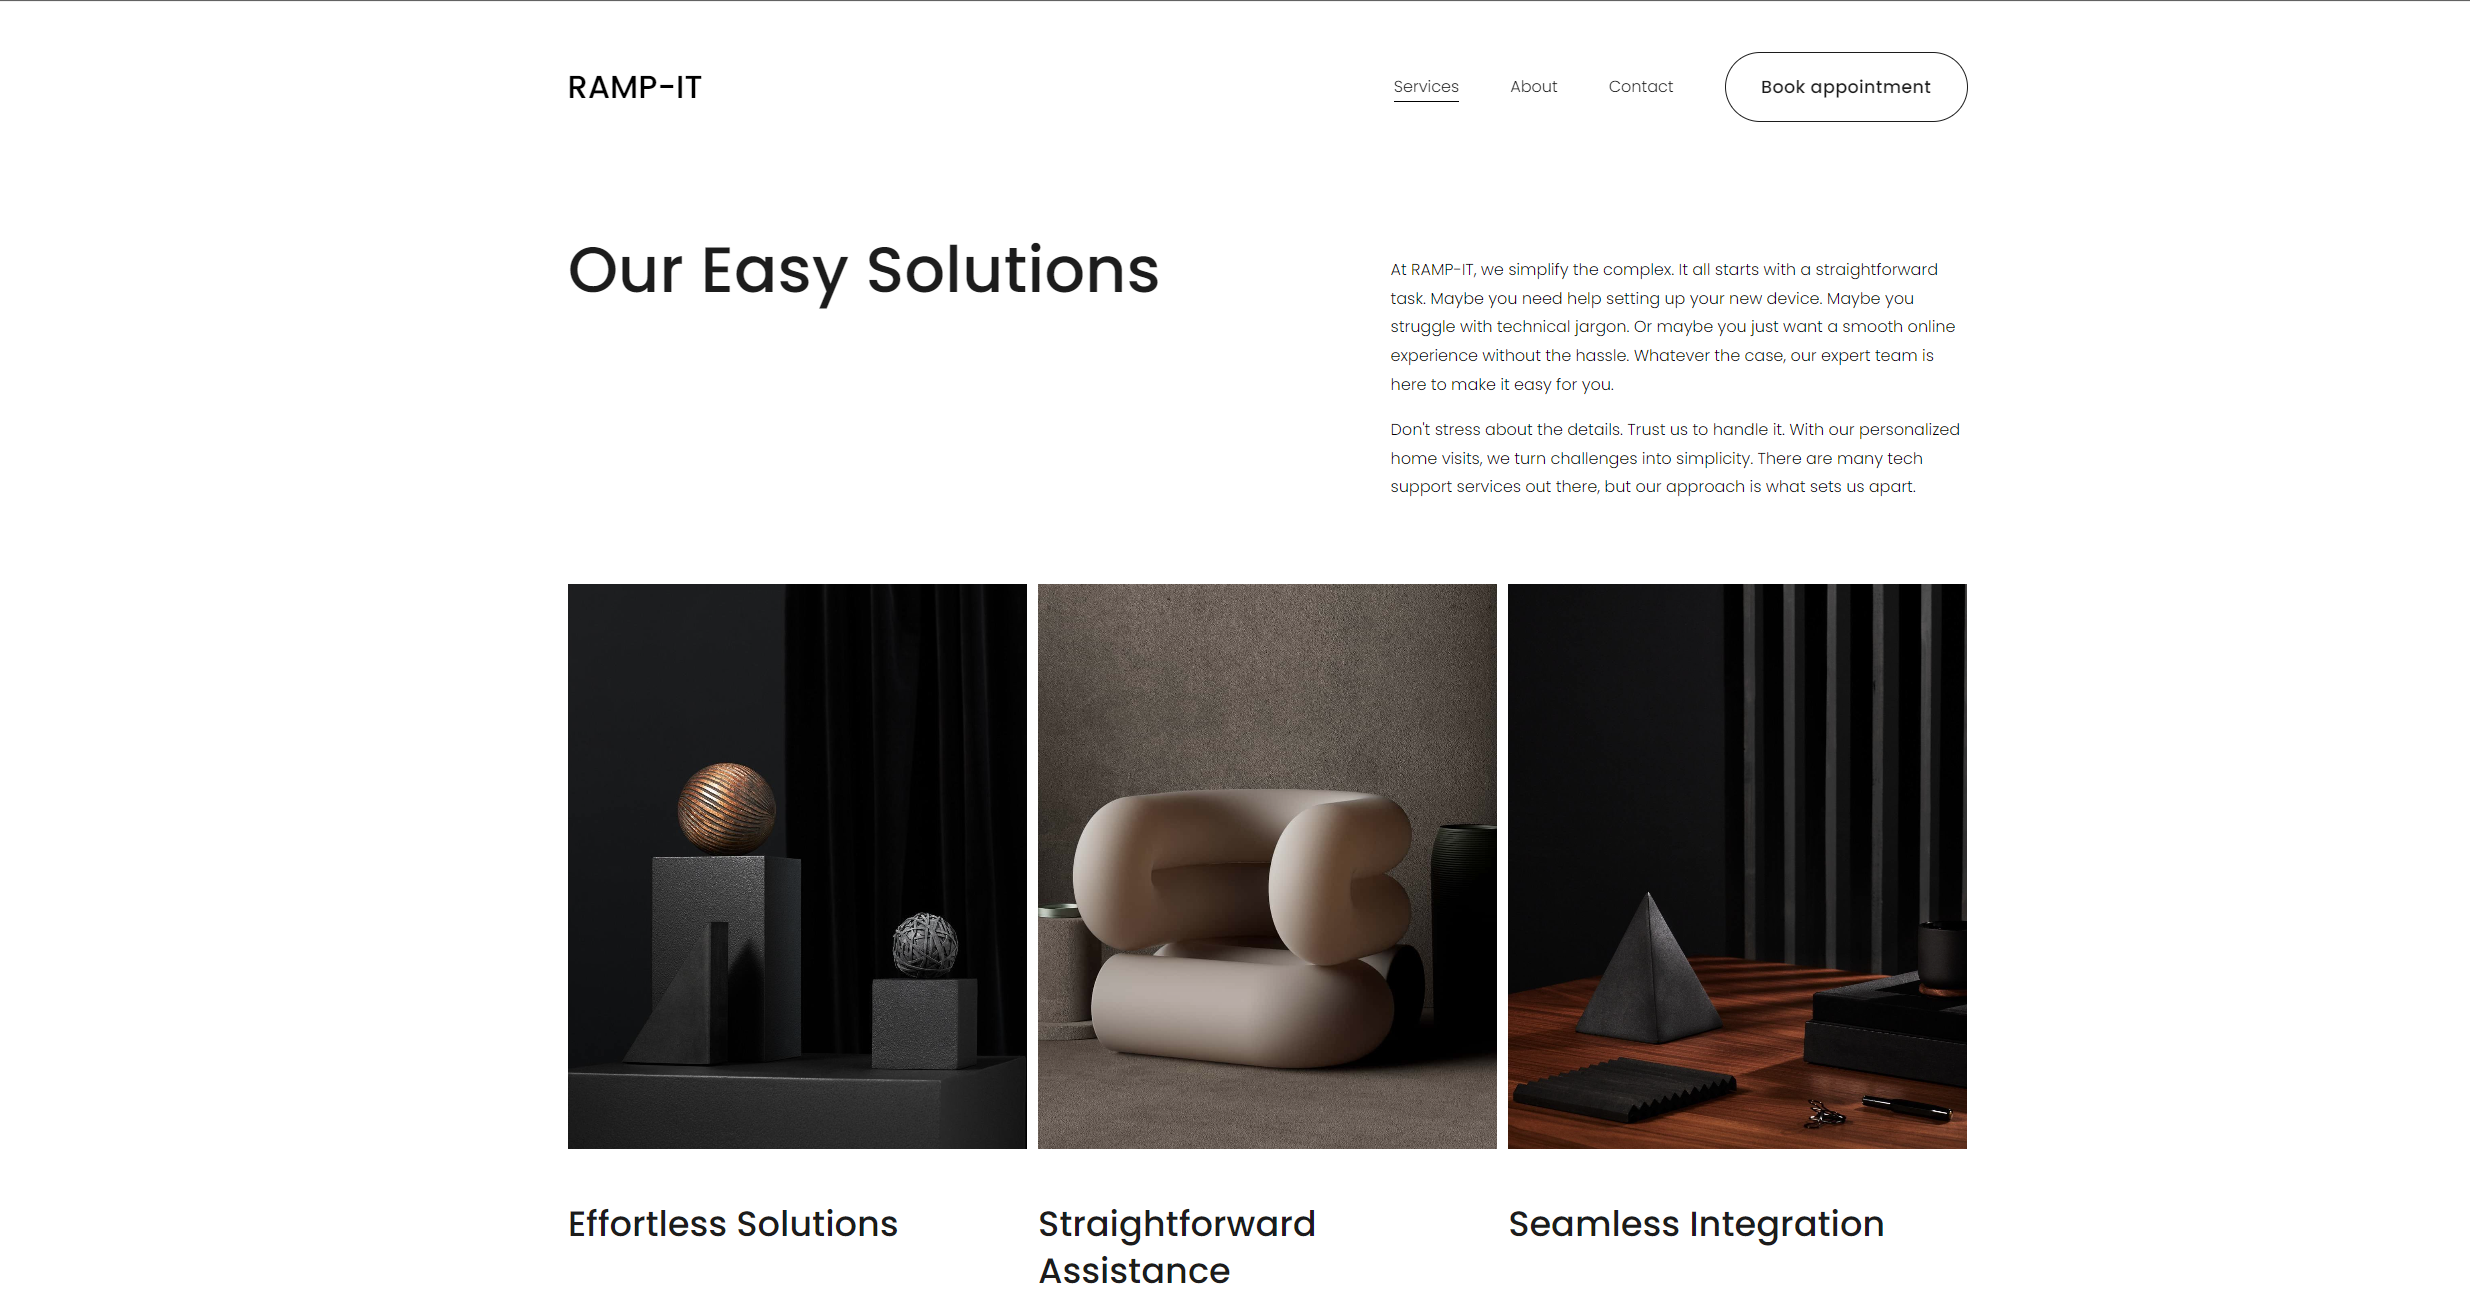 RAMP-IT
Services
About
Contact
Book appointment
Our Easy Solutions
At RAMP-IT, we simplify the complex. It all starts with a straightforward
task. Maybe you need help setting up your new device. Maybe you
struggle with technical jargon. Or maybe you just want a smooth online
experience without the hassle. Whatever the case, our expert team is
here to make it easy for you.
Don't stress about the details. Trust us to handle it. With our personalized
home visits, we turn challenges into simplicity. There are many tech
support services out there, but our approach is what sets us apart.
Effortless Solutions
Straightforward
Assistance
Seamless Integration